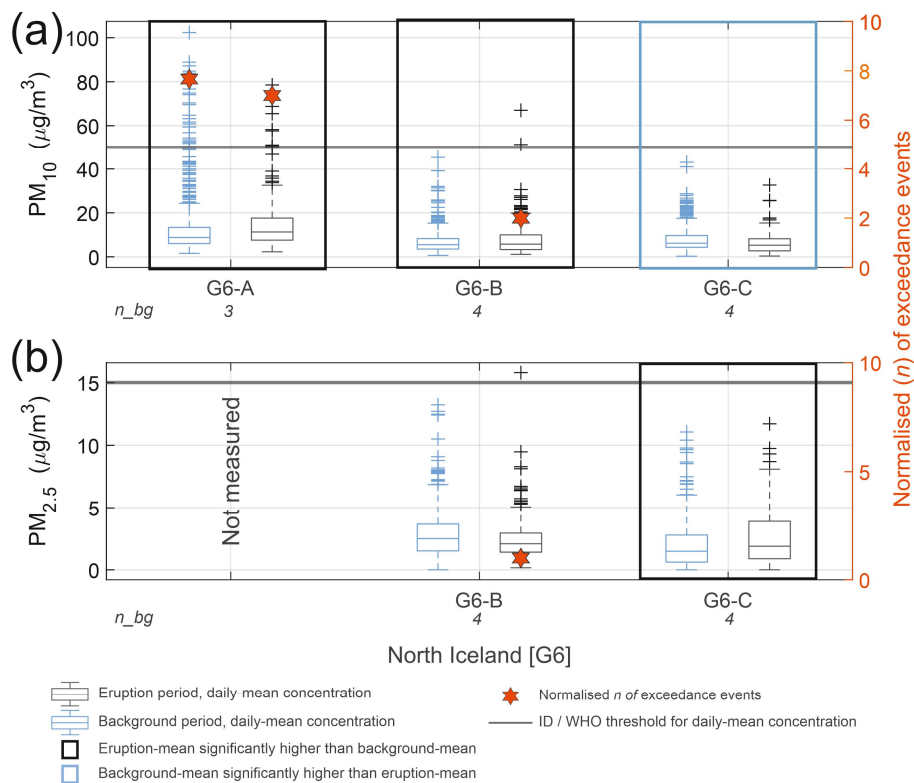 (a)
PM10 (μg/m³)
100
80
60
40
20
0
10
8
6
4
2
0
G6-A
G6-B
G6-C
n_bg
3
4
4
Normalised (n) of exceedance events
(b)
PM2.5 (μg/m³)
15
10
5
0
Not measured
10
5
0
G6-B
G6-C
n_bg
4
4
North Iceland [G6]
Eruption period, daily-mean concentration
Background period, daily-mean concentration
Eruption-mean significantly higher than background-mean
Background-mean significantly higher than eruption-mean
Normalised n of exceedance events
ID / WHO threshold for daily-mean concentration